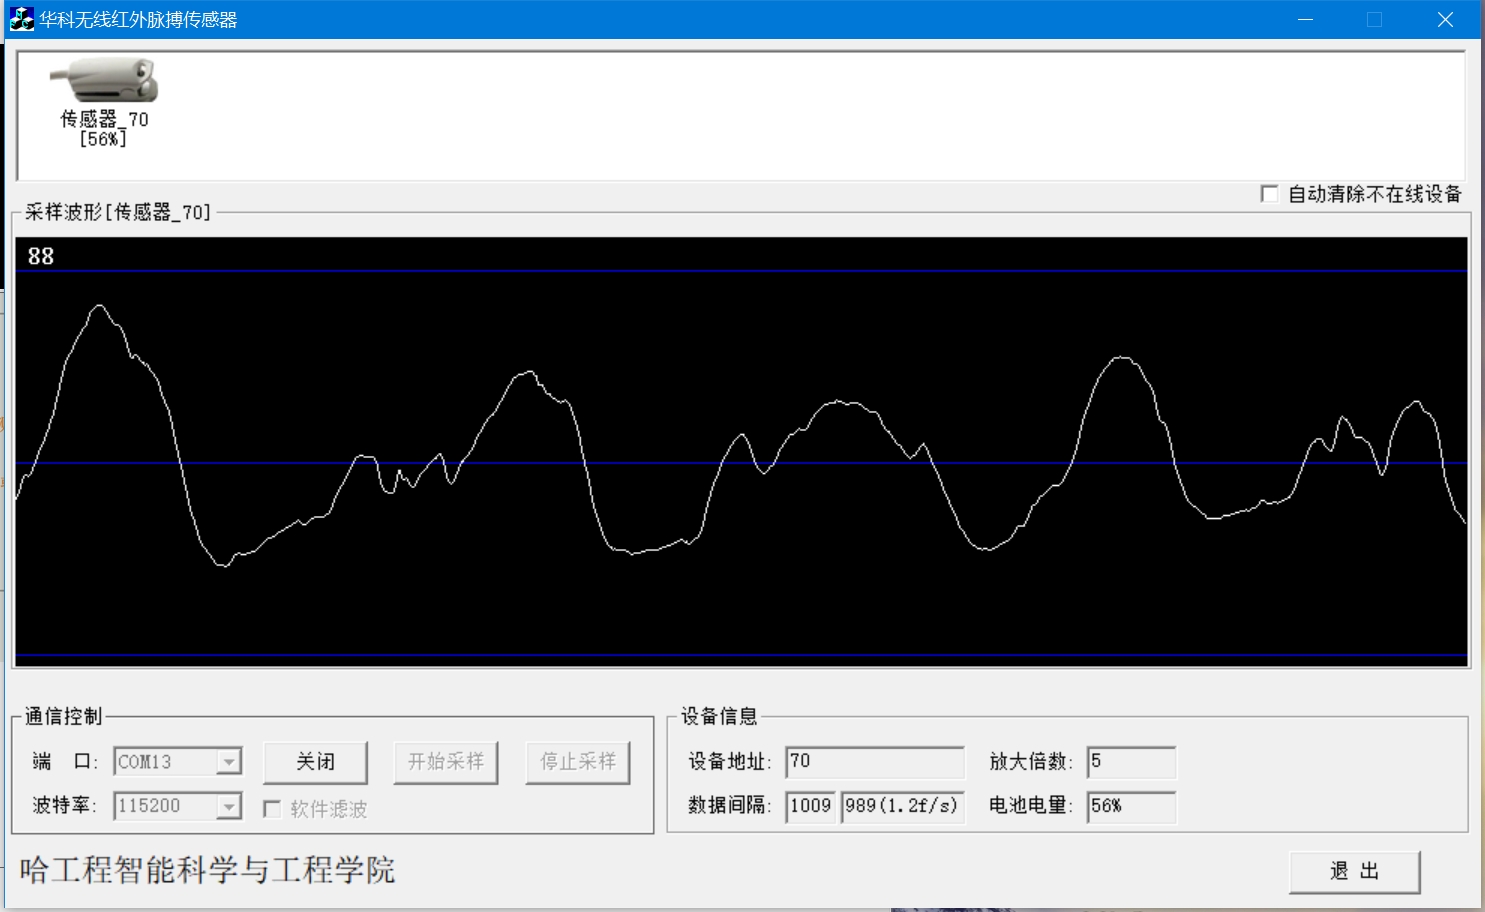 华科无线红外脉搏传感器
传感器_70
[56%]
自动清除不在线设备
采样波形[传感器_70]
88
通信控制
端 口: COM13 关闭 开始采样 停止采样
波特率: 115200 软件滤波
设备信息
设备地址: 70 放大倍数: 5
数据间隔: 1009 989(1.2f/s) 电池电量: 56%
哈工程智能科学与工程学院
退 出